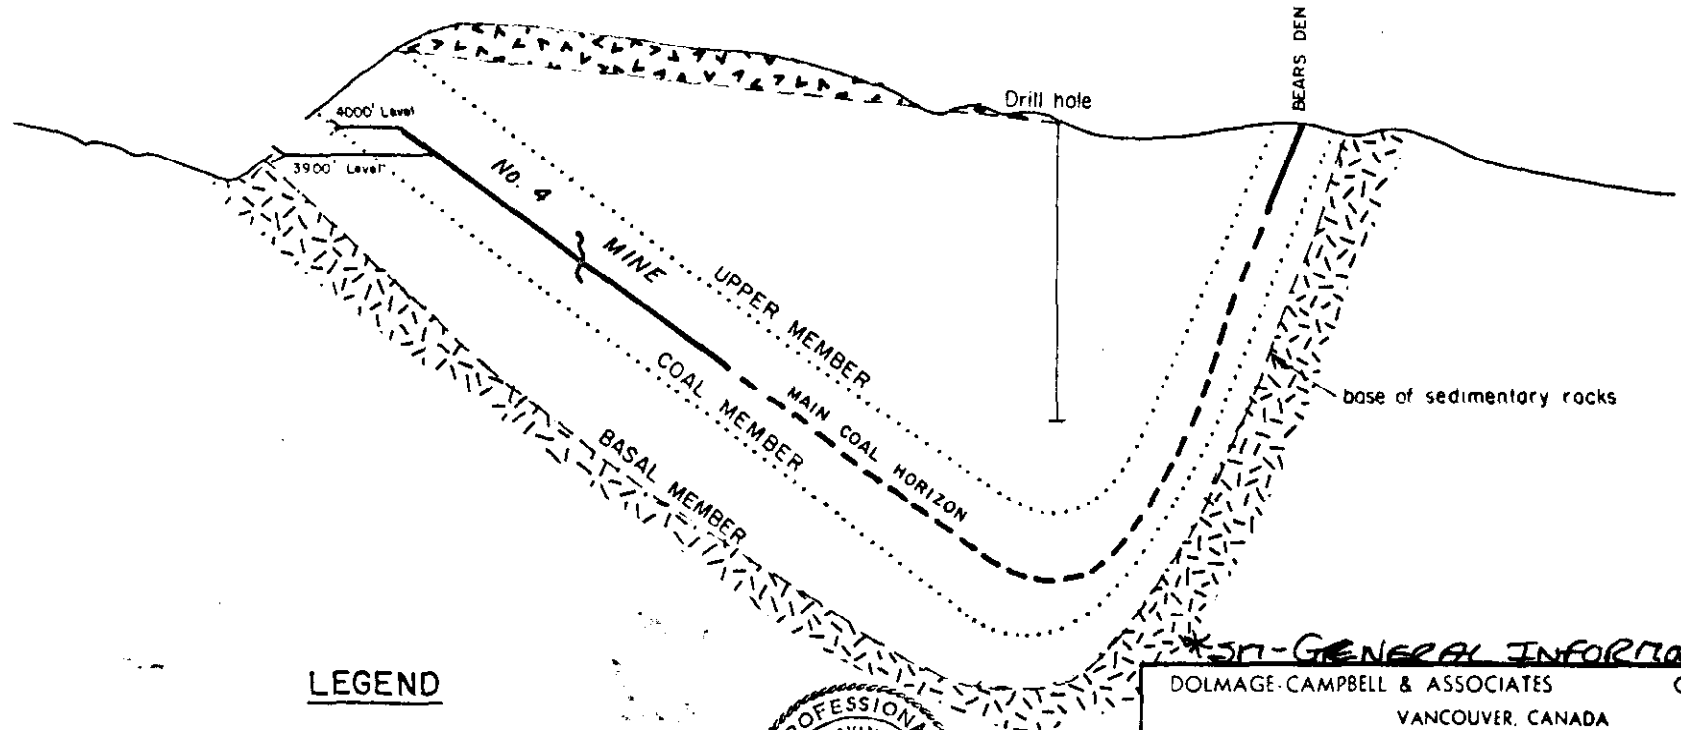 BEARS DEN
Drill hole
4000' Level
3900' Level
No. 4
MINE
UPPER MEMBER
COAL MEMBER
MAIN COAL HORIZON
BASAL MEMBER
base of sedimentary rocks
GENERAL
LEGEND
DOLMAGE-CAMPBELL & ASSOCIATES
VANCOUVER, CANADA